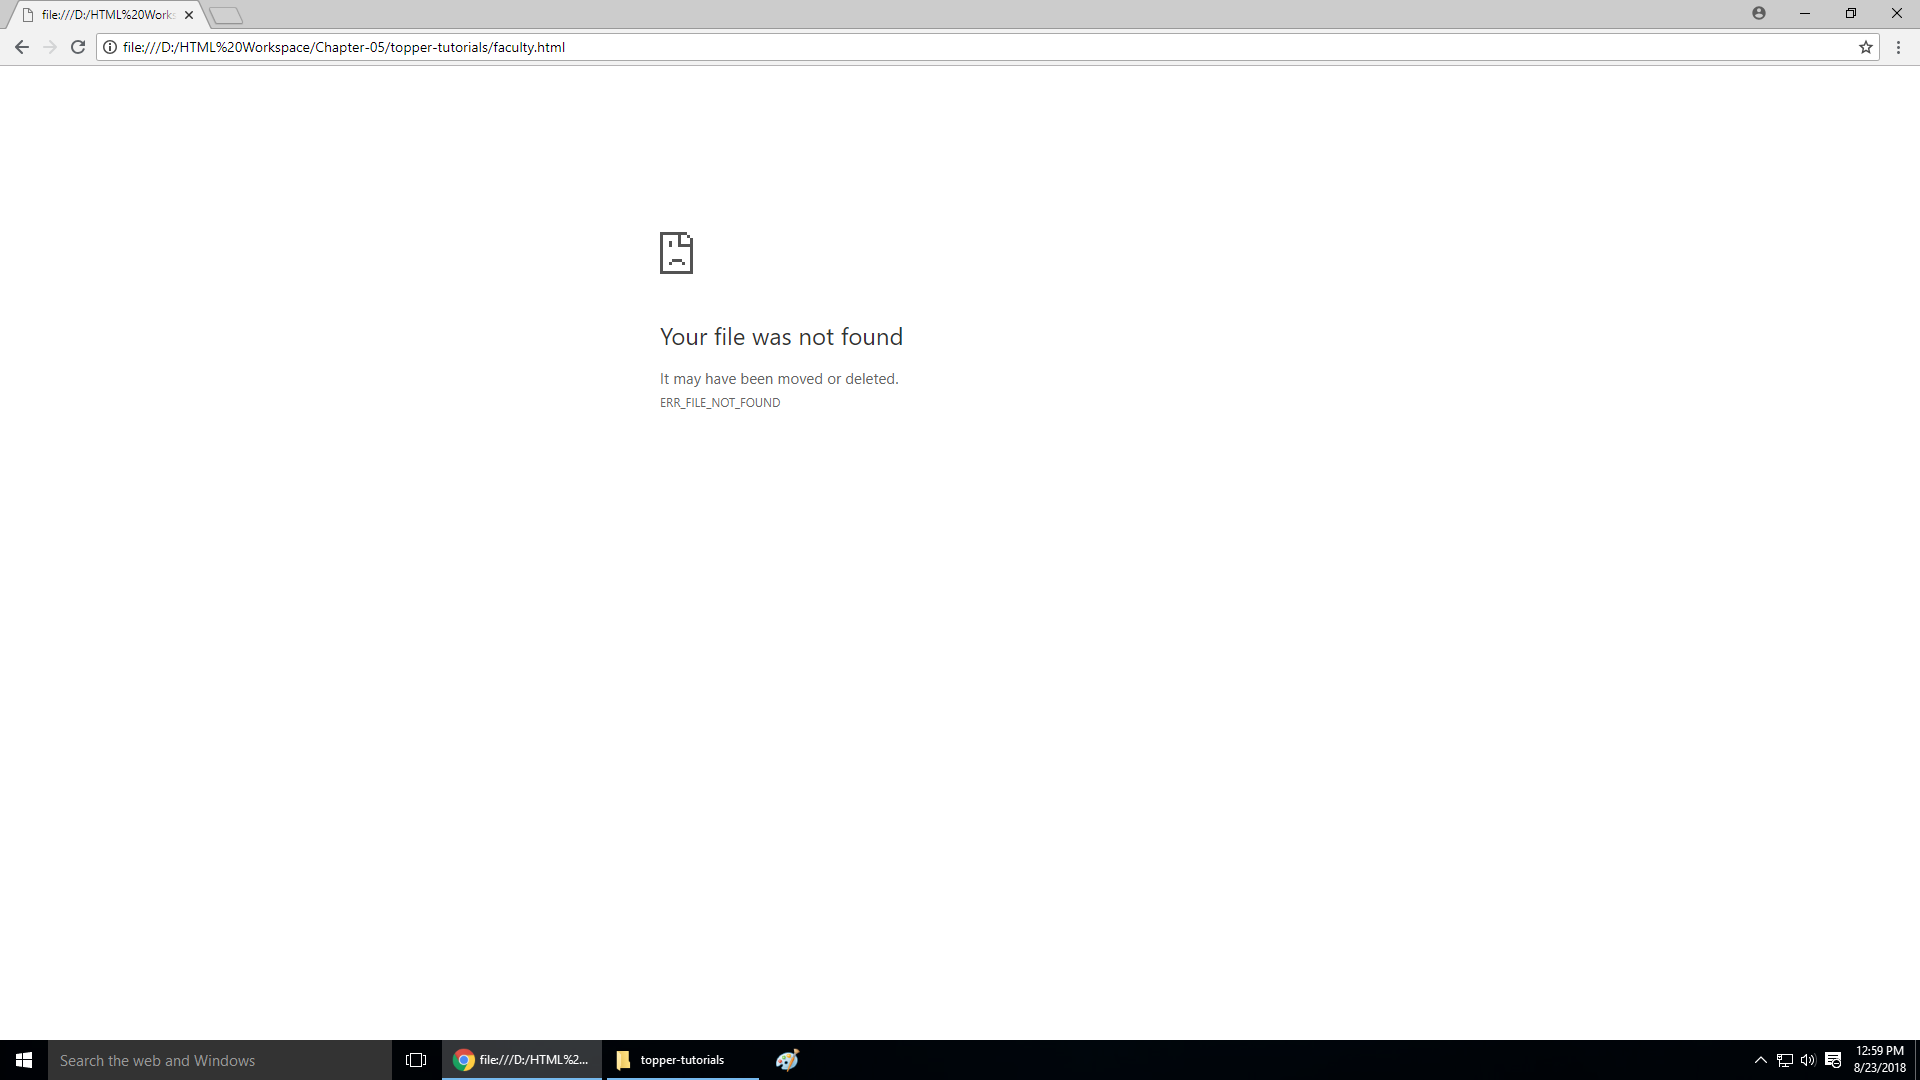 file:///D:/HTML%20Works
file:///D:/HTML%20Workspace/Chapter-05/topper-tutorials/faculty.html
Your file was not found
It may have been moved or deleted.
ERR_FILE_NOT_FOUND
Search the web and Windows
file:///D:/HTML%2...
topper-tutorials
12:59 PM
8/23/2018